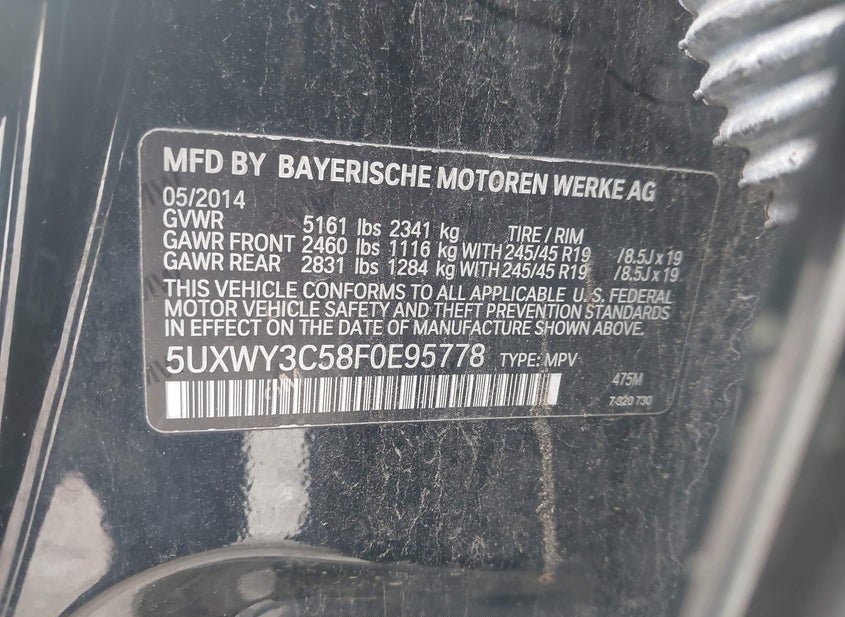 MFD BY BAYERISCHE MOTOREN WERKE AG
05/2014
GVWR 5161 lbs 2341 kg TIRE / RIM
GAWR FRONT 2460 lbs 1116 kg WITH 245/45 R19 /8.5J x 19
GAWR REAR 2831 lbs 1284 kg WITH 245/45 R19 /8.5J x 19
THIS VEHICLE CONFORMS TO ALL APPLICABLE U.S. FEDERAL
MOTOR VEHICLE SAFETY AND THEFT PREVENTION STANDARDS
IN EFFECT ON THE DATE OF MANUFACTURE SHOWN ABOVE.
5UXWY3C58F0E95778 TYPE: MPV
475M
7 320 730